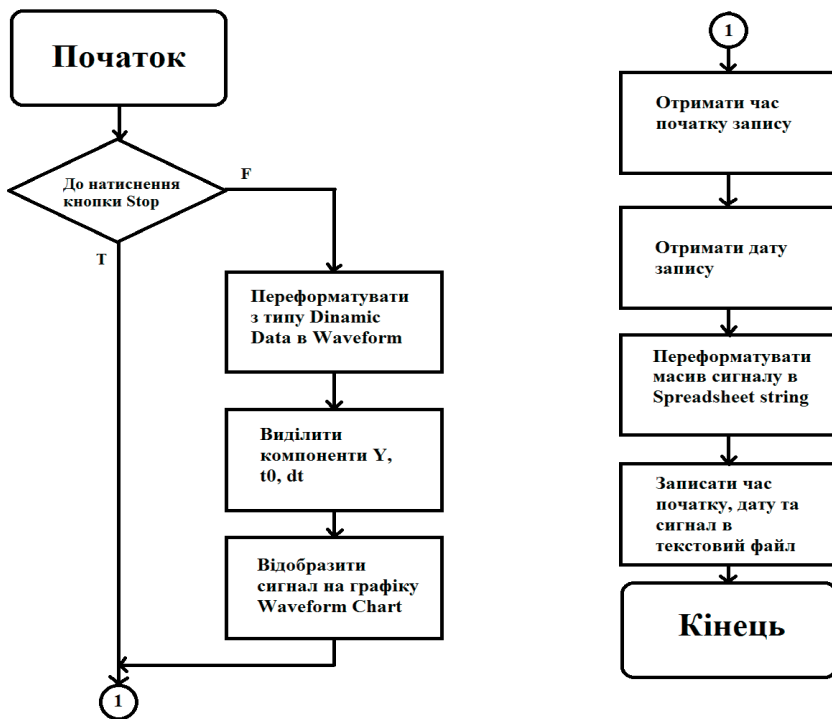 Початок
До натиснення
кнопки Stop
F
T
Переформатувати
з типу Dinamic
Data в Waveform
Виділити
компоненти Y,
t0, dt
Відобразити
сигнал на графіку
Waveform Chart
1
1
Отримати час
початку запису
Отримати дату
запису
Переформатувати
масив сигналу в
Spreadsheet string
Записати час
початку, дату та
сигнал в
текстовий файл
Кінець